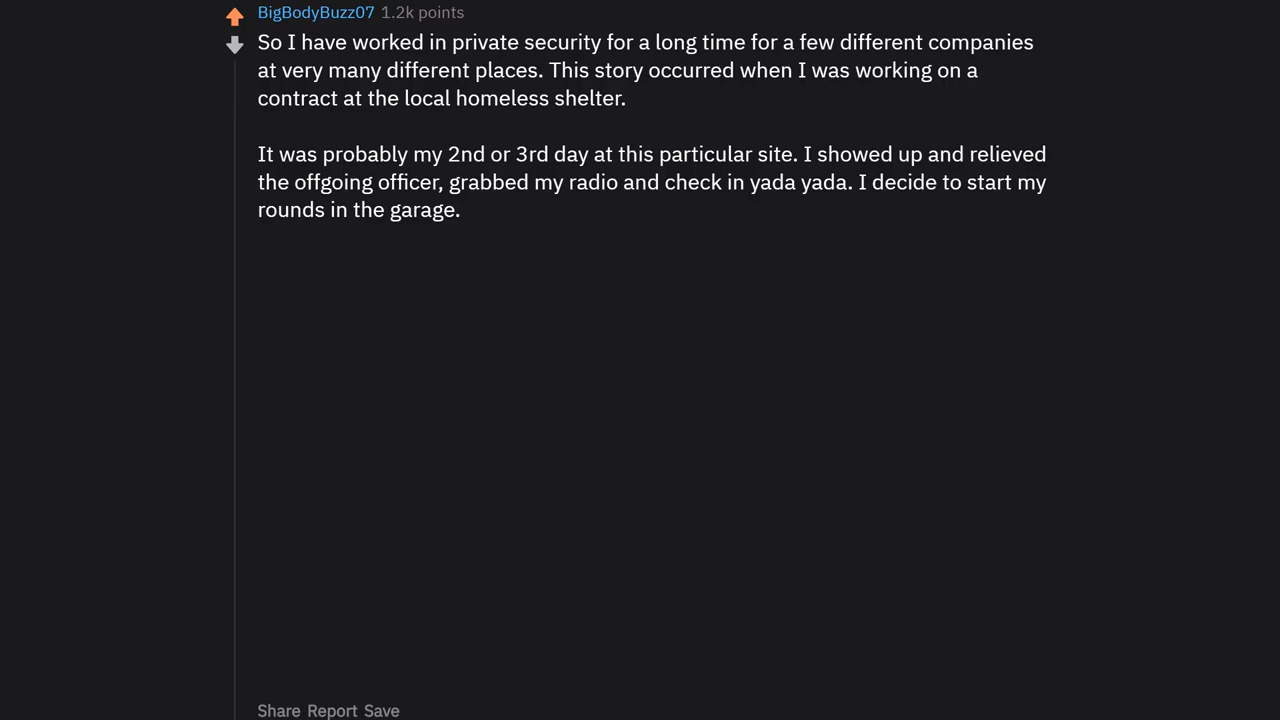 BigBodyBuzz07 1.2k points
So I have worked in private security for a long time for a few different companies
at very many different places. This story occurred when I was working on a
contract at the local homeless shelter.
It was probably my 2nd or 3rd day at this particular site. I showed up and relieved
the offgoing officer, grabbed my radio and check in yada yada. I decide to start my
rounds in the garage.
Share Report Save